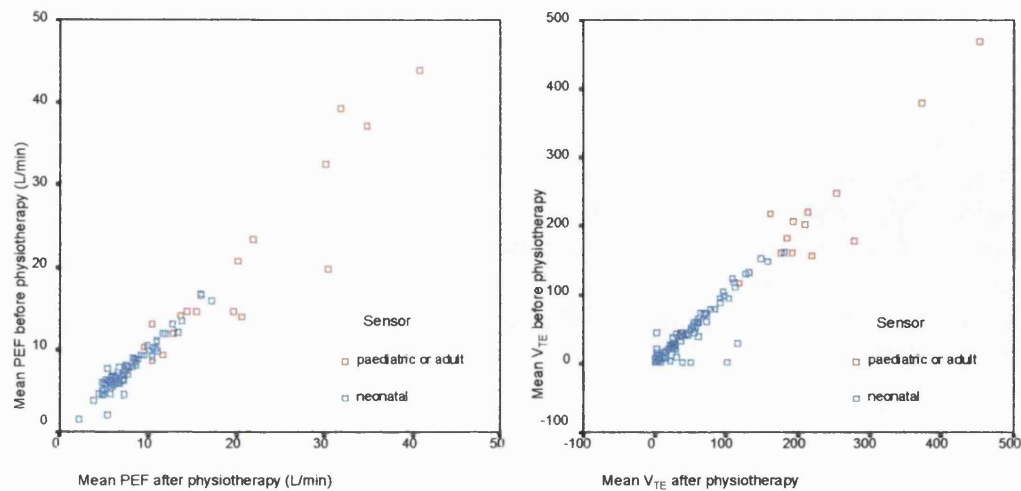 50
40
30
20
10
0
Mean PEF before physiotherapy (L/min)
0 10 20 30 40 50
Mean PEF after physiotherapy (L/min)
Sensor
paediatric or adult
neonatal
500
400
300
200
100
0
-100
Mean VTE before physiotherapy
-100 0 100 200 300 400 500
Mean VTE after physiotherapy
Sensor
paediatric or adult
neonatal